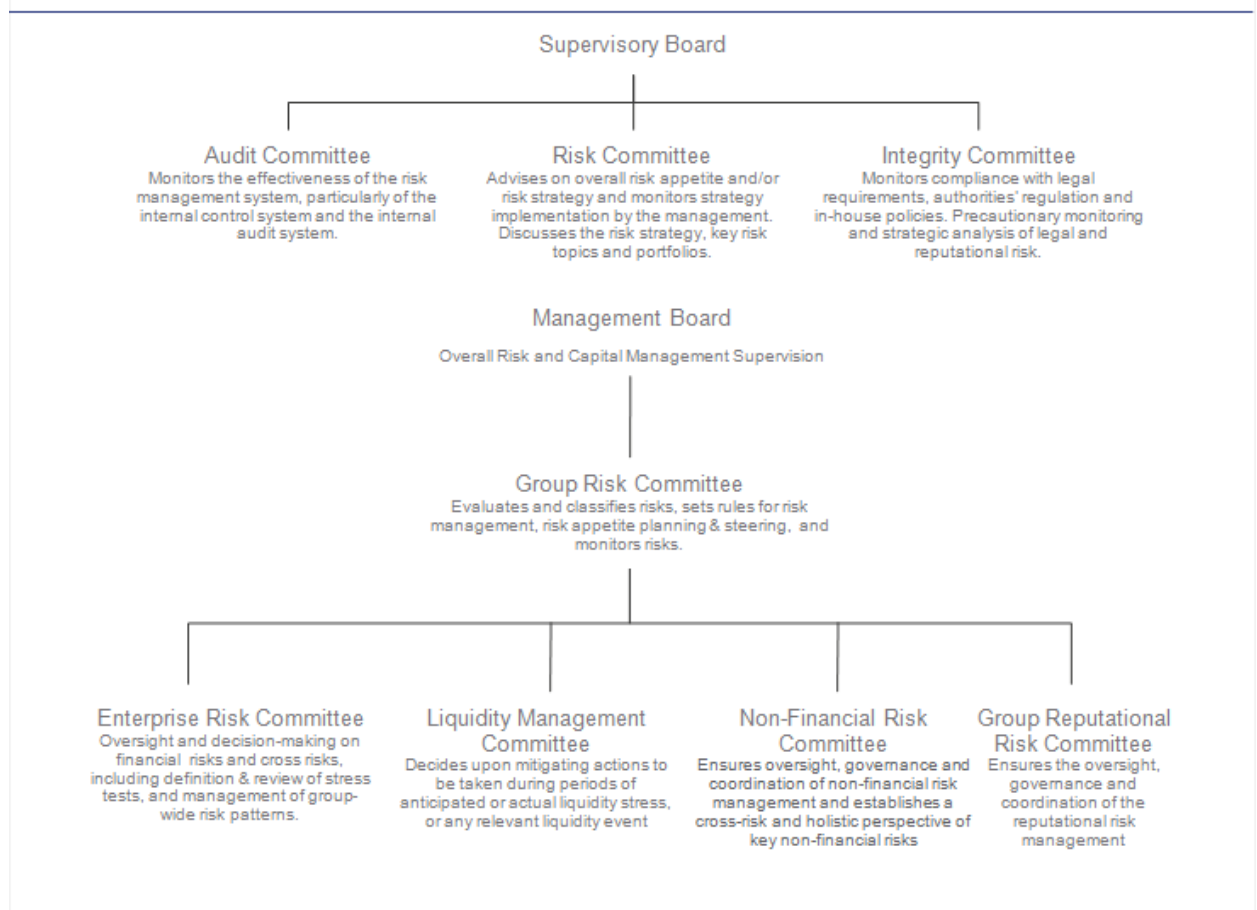 Supervisory Board
Audit Committee
Monitors the effectiveness of the risk
management system, particularly of the
internal control system and the internal
audit system.
Risk Committee
Advises on overall risk appetite and/or
risk strategy and monitors strategy
implementation by the management.
Discusses the risk strategy, key risk
topics and portfolios.
Integrity Committee
Monitors compliance with legal
requirements, authorities' regulation and
in-house policies. Precautionary monitoring
and strategic analysis of legal and
reputational risk.
Management Board
Overall Risk and Capital Management Supervision
Group Risk Committee
Evaluates and classifies risks, sets rules for risk
management, risk appetite planning & steering, and
monitors risks.
Enterprise Risk Committee
Oversight and decision-making on
financial risks and cross risks,
including definition & review of stress
tests, and management of group-
wide risk patterns.
Liquidity Management
Committee
Decides upon mitigating actions to
be taken during periods of
anticipated or actual liquidity stress,
or any relevant liquidity event
Non-Financial Risk
Committee
Ensures oversight, governance and
coordination of non-financial risk
management and establishes a
cross-risk and holistic perspective of
key non-financial risks
Group Reputational
Risk Committee
Ensures the oversight,
governance and
coordination of the
reputational risk
management